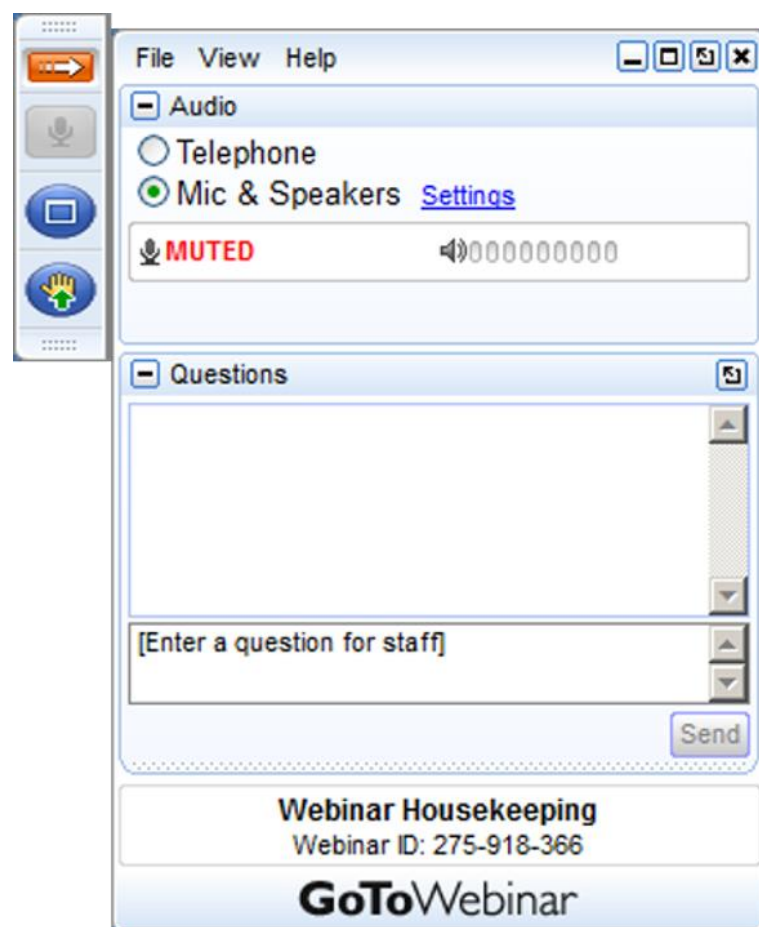 File View Help
Audio
Telephone
Mic & Speakers Settings
MUTED 000000000
Questions
[Enter a question for staff]
Send
Webinar Housekeeping
Webinar ID: 275-918-366
GoToWebinar